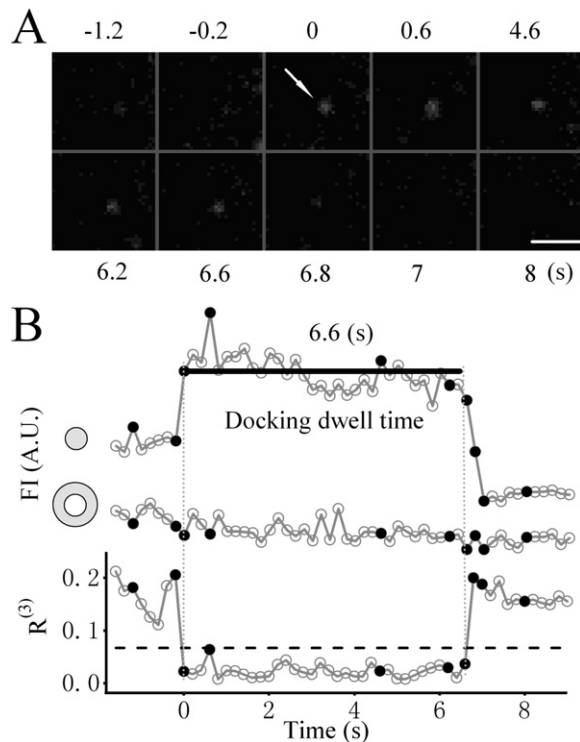 A
-1.2 -0.2 0 0.6 4.6
6.2 6.6 6.8 7 8 (s)
B
6.6 (s)
Docking dwell time
FI (A.U.)
R(3)
0.2
0.1
0.0
0 2 4 6 8
Time (s)